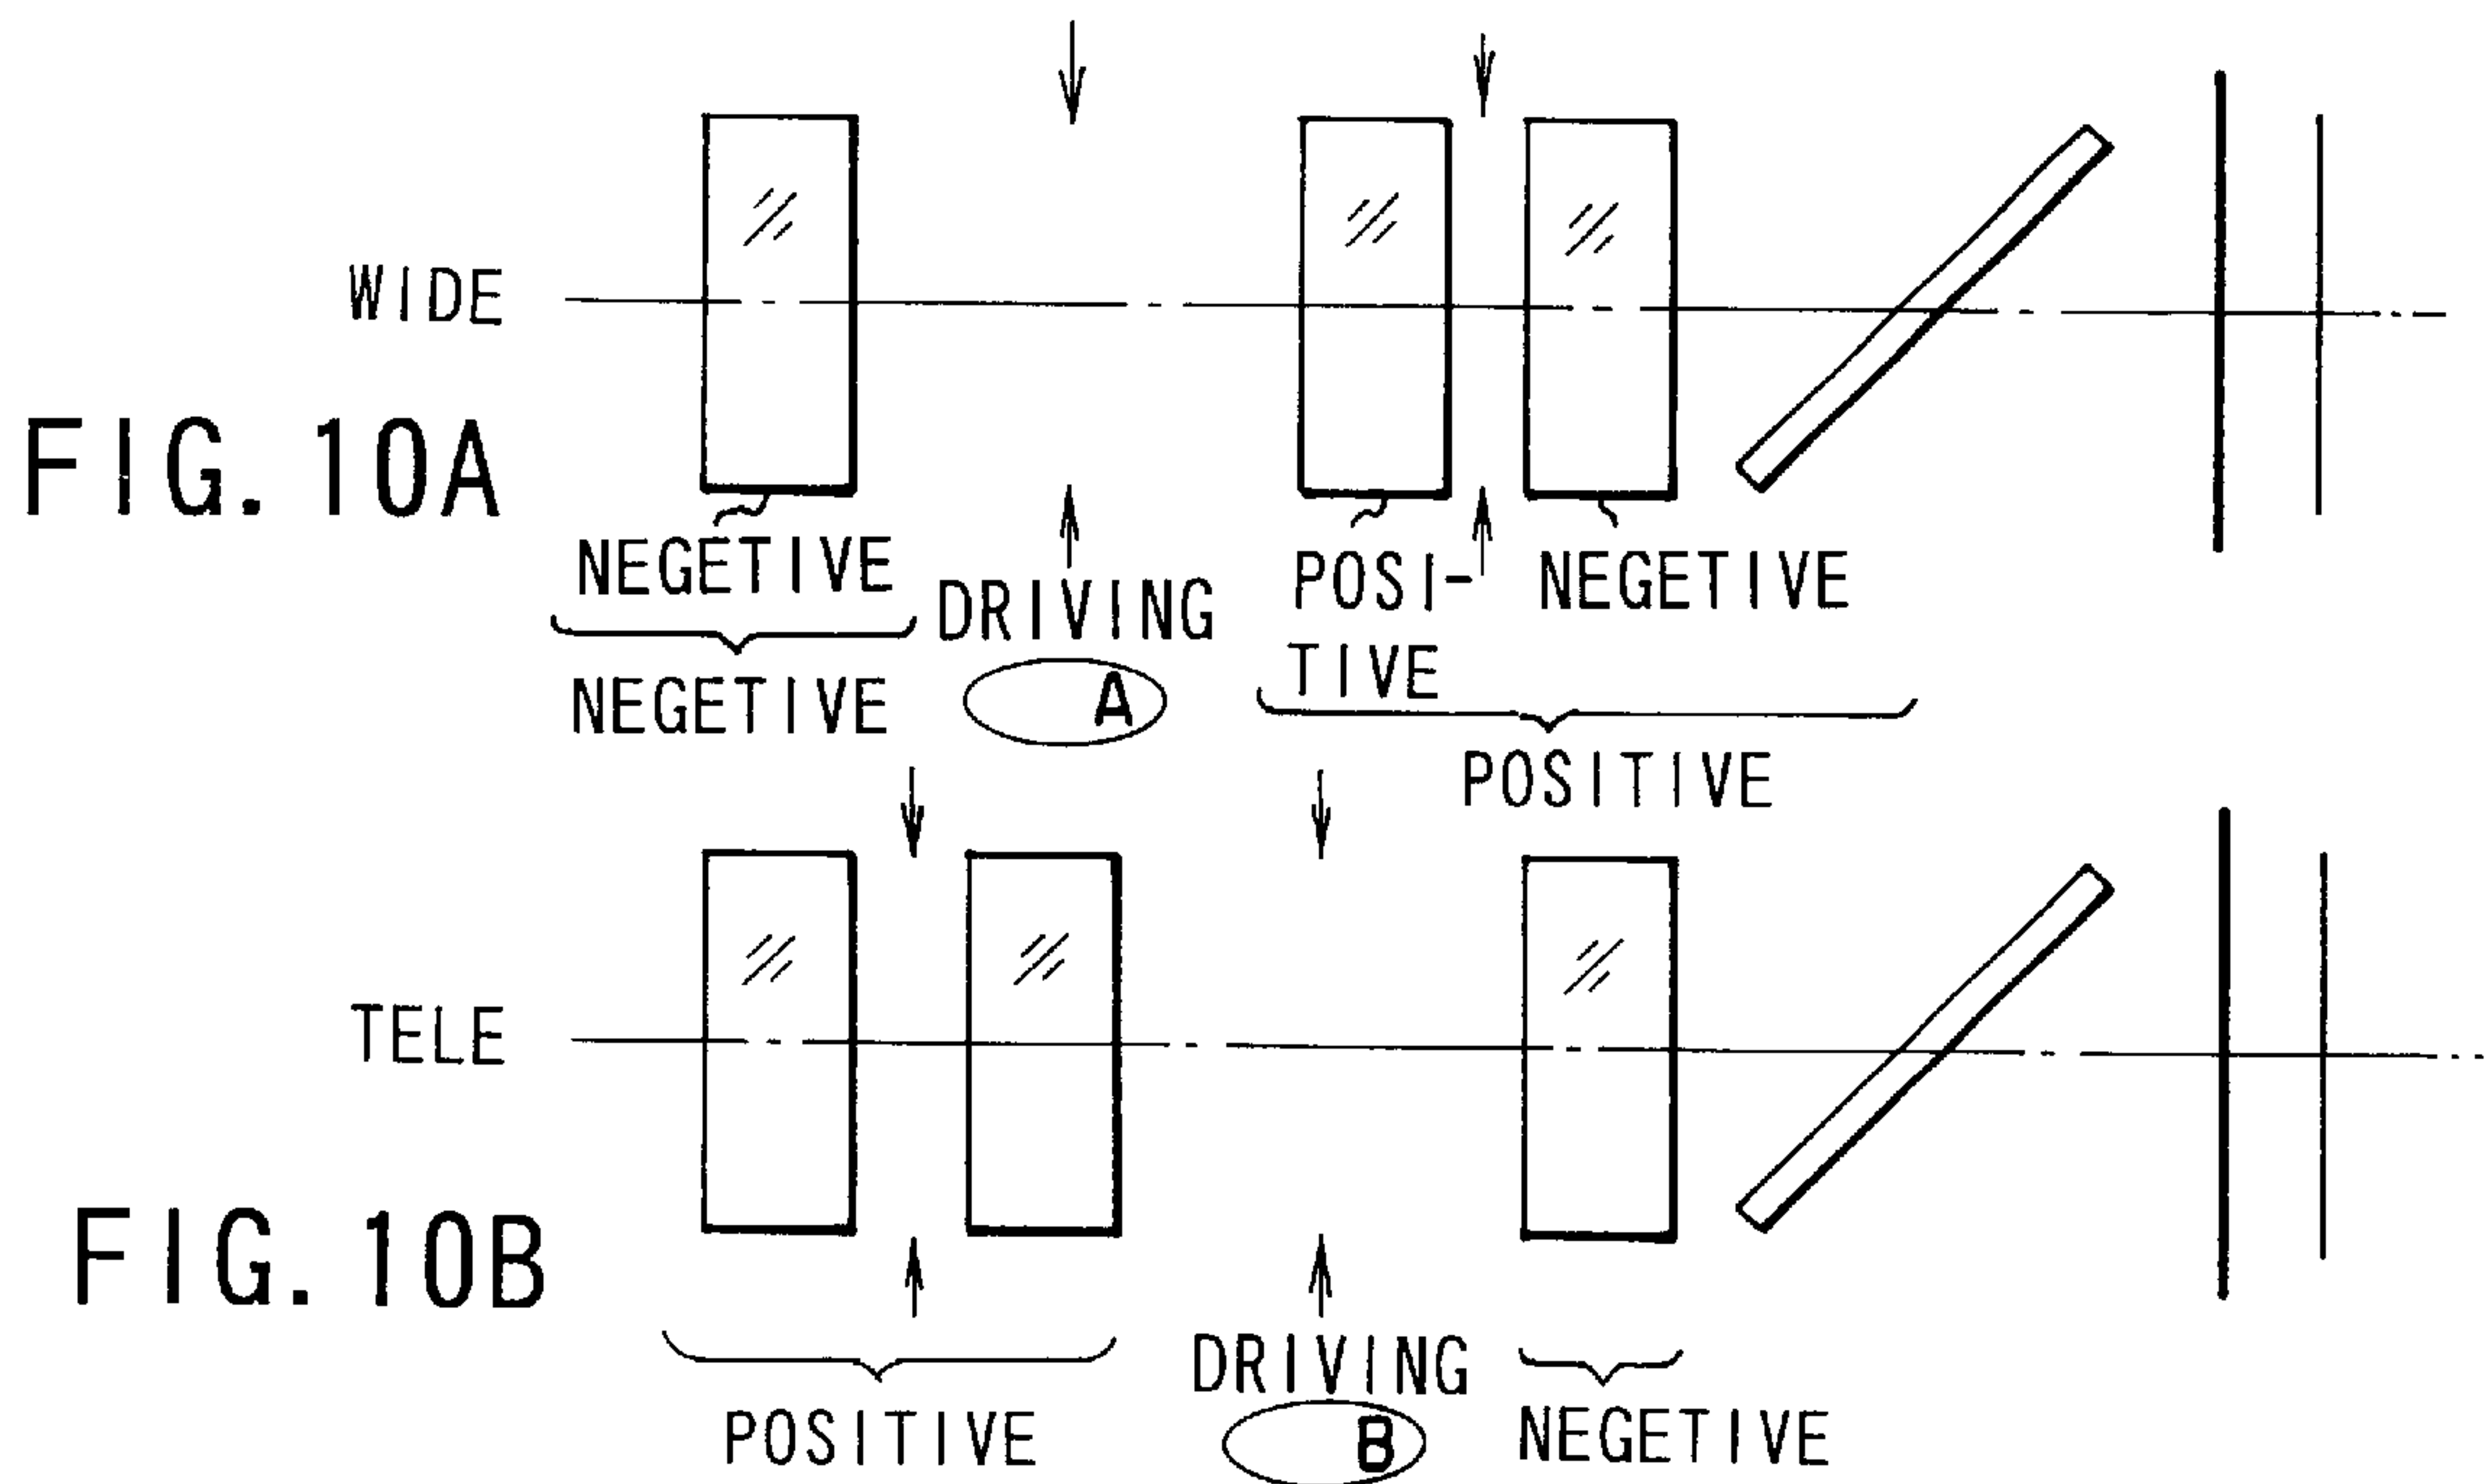 WIDE
FIG. 10A
NEGETIVE
DRIVING
POSI-
TIVE
NEGETIVE
NEGETIVE
A
POSITIVE
TELE
FIG. 10B
POSITIVE
DRIVING
B
NEGETIVE